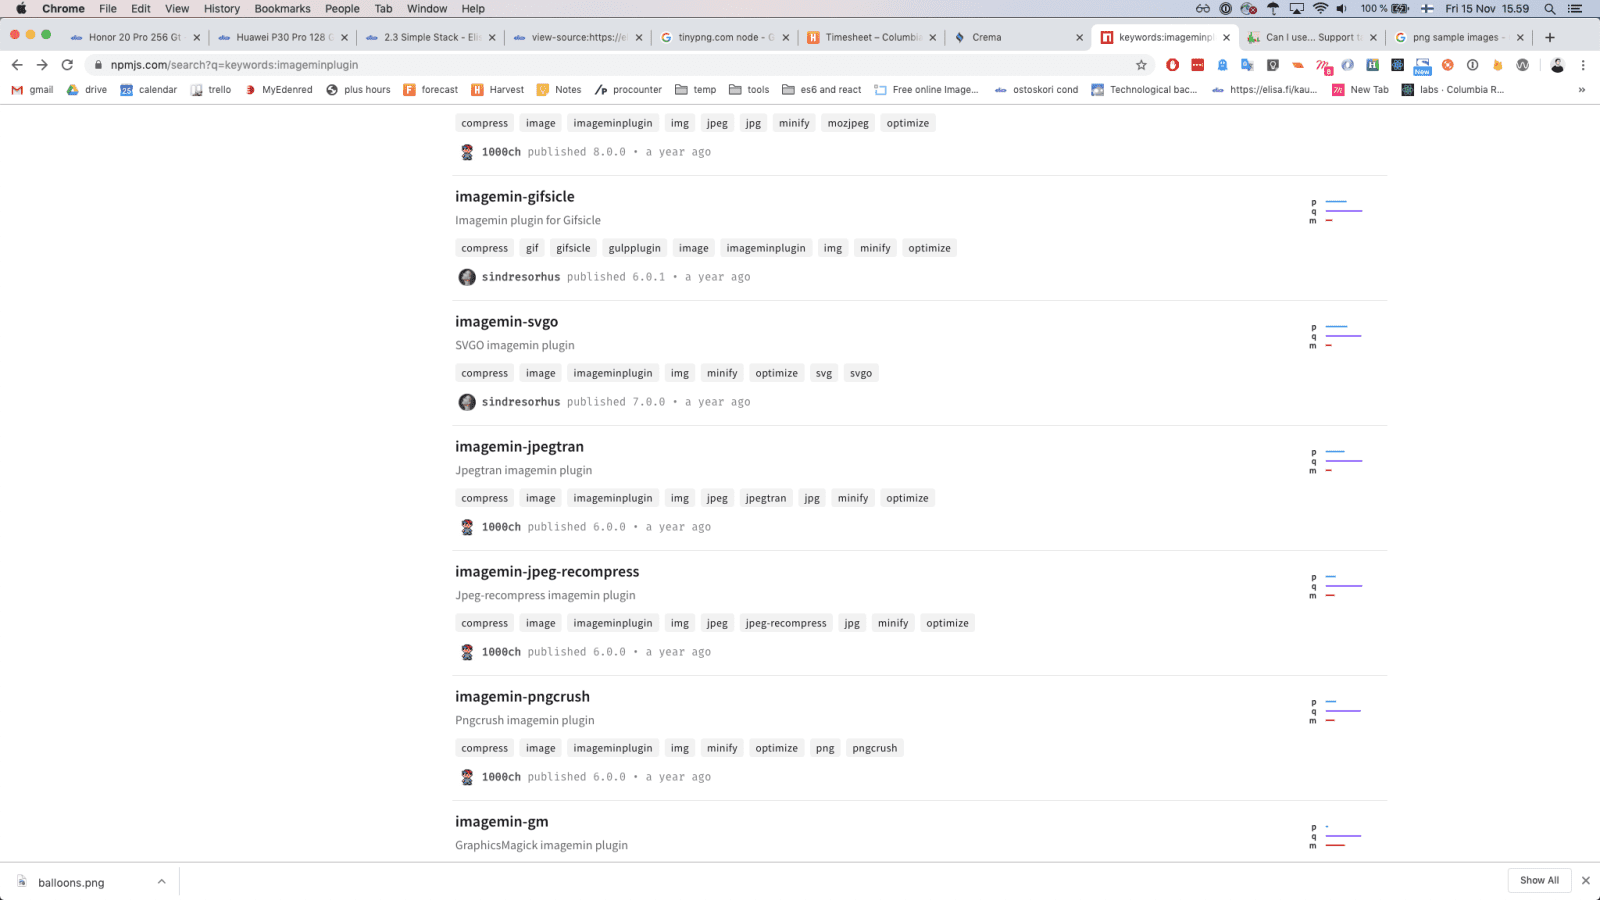 Chrome File Edit View History Bookmarks People Tab Window Help 100 % Fri 15 Nov 15.59
Honor 20 Pro 256 Gt Huawei P30 Pro 128 G 2.3 Simple Stack - Elis view-source:https://e tinypng.com node - G Timesheet – Columbia Crema keywords:imageminpl Can I use... Support t png sample images -
npmjs.com/search?q=keywords:imageminplugin
gmail drive calendar trello MyEdenred plus hours forecast Harvest Notes procounter temp tools es6 and react Free online Image... ostoskori cond Technological bac... https://elisa.fi/kau... New Tab labs · Columbia R... »
compress image imageminplugin img jpeg jpg minify mozjpeg optimize
1000ch published 8.0.0 • a year ago
imagemin-gifsicle
Imagemin plugin for Gifsicle
compress gif gifsicle gulpplugin image imageminplugin img minify optimize
sindresorhus published 6.0.1 • a year ago
p
q
m
imagemin-svgo
SVGO imagemin plugin
compress image imageminplugin img minify optimize svg svgo
sindresorhus published 7.0.0 • a year ago
p
q
m
imagemin-jpegtran
Jpegtran imagemin plugin
compress image imageminplugin img jpeg jpegtran jpg minify optimize
1000ch published 6.0.0 • a year ago
p
q
m
imagemin-jpeg-recompress
Jpeg-recompress imagemin plugin
compress image imageminplugin img jpeg jpeg-recompress jpg minify optimize
1000ch published 6.0.0 • a year ago
p
q
m
imagemin-pngcrush
Pngcrush imagemin plugin
compress image imageminplugin img minify optimize png pngcrush
1000ch published 6.0.0 • a year ago
p
q
m
imagemin-gm
GraphicsMagick imagemin plugin
p
q
m
balloons.png Show All